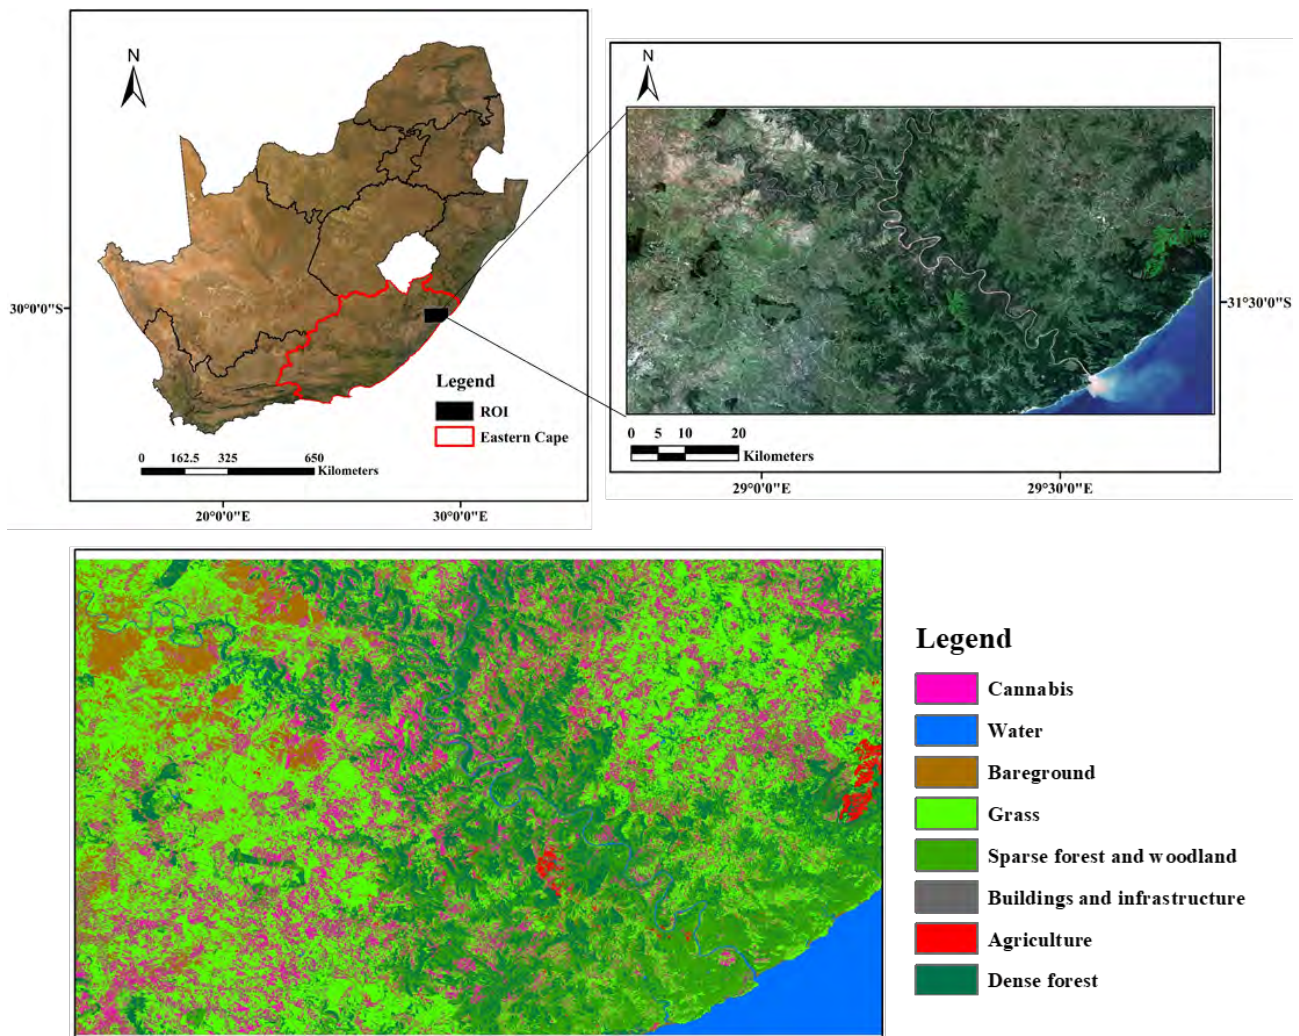 N
30°0'0"S
Legend
ROI
Eastern Cape
0 162.5 325 650
Kilometers
20°0'0"E 30°0'0"E
N
31°30'0"S
0 5 10 20
Kilometers
29°0'0"E 29°30'0"E
Legend
Cannabis
Water
Bareground
Grass
Sparse forest and woodland
Buildings and infrastructure
Agriculture
Dense forest